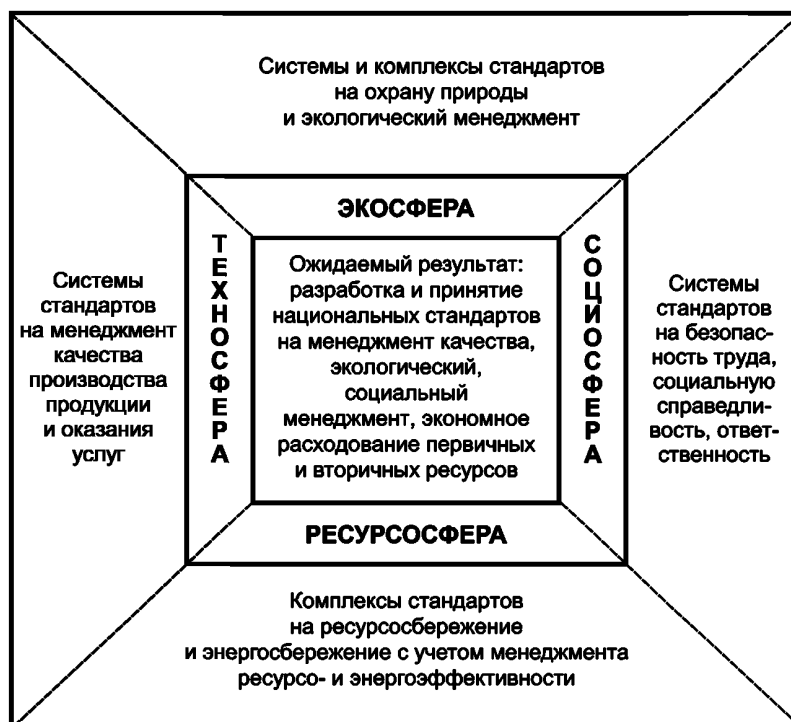 Системы и комплексы стандартов
на охрану природы
и экологический менеджмент
ЭКОСФЕРА
ТЕХНОСФЕРА
Системы
стандартов
на менеджмент
качества
производства
продукции
и оказания
услуг
Ожидаемый результат:
разработка и принятие
национальных стандартов
на менеджмент качества,
экологический,
социальный
менеджмент, экономное
расходование первичных
и вторичных ресурсов
СОЦИОСФЕРА
Системы
стандартов
на безопас-
ность труда,
социальную
справедли-
вость, ответ-
ственность
РЕСУРСОСФЕРА
Комплексы стандартов
на ресурсосбережение
и энергосбережение с учетом менеджмента
ресурсо- и энергоэффективности